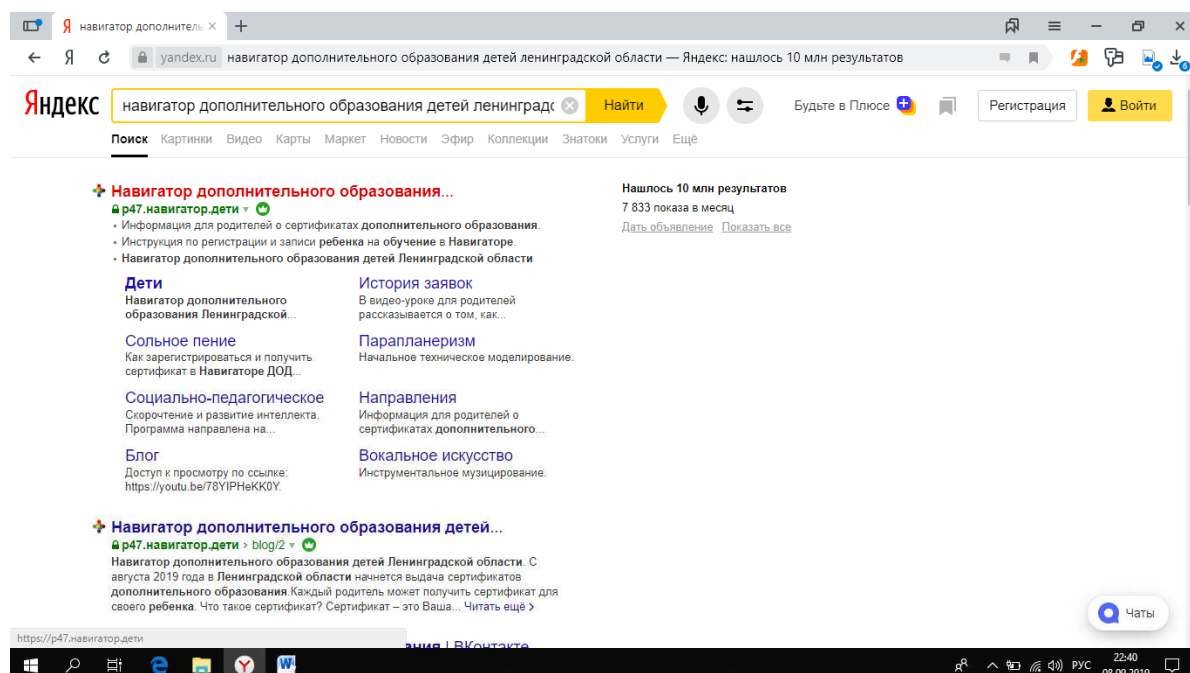 Я навигатор дополнитель
yandex.ru навигатор дополнительного образования детей ленинградской области — Яндекс: нашлось 10 млн результатов
Яндекс навигатор дополнительного образования детей ленинградс Найти Будьте в Плюсе Регистрация Войти
Поиск Картинки Видео Карты Маркет Новости Эфир Коллекции Знатоки Услуги Ещё
Навигатор дополнительного образования...
р47.навигатор.дети
• Информация для родителей о сертификатах дополнительного образования.
• Инструкция по регистрации и записи ребенка на обучение в Навигаторе.
• Навигатор дополнительного образования детей Ленинградской области
Дети
Навигатор дополнительного
образования Ленинградской...
История заявок
В видео-уроке для родителей
рассказывается о том, как...
Сольное пение
Как зарегистрироваться и получить
сертификат в Навигаторе ДОД...
Парапланеризм
Начальное техническое моделирование.
Социально-педагогическое
Скорочтение и развитие интеллекта.
Программа направлена на...
Направления
Информация для родителей о
сертификатах дополнительного...
Блог
Доступ к просмотру по ссылке:
https://youtu.be/78YIPHeKK0Y.
Вокальное искусство
Инструментальное музицирование.
Нашлось 10 млн результатов
7 833 показа в месяц
Дать объявление Показать все
Навигатор дополнительного образования детей...
р47.навигатор.дети › blog/2
Навигатор дополнительного образования детей Ленинградской области. С
августа 2019 года в Ленинградской области начнется выдача сертификатов
дополнительного образования.Каждый родитель может получить сертификат для
своего ребенка. Что такое сертификат? Сертификат – это Ваша... Читать ещё ›
Чаты
https://р47.навигатор.дети
ВКонтакте
РУС 22:40
08.09.2019